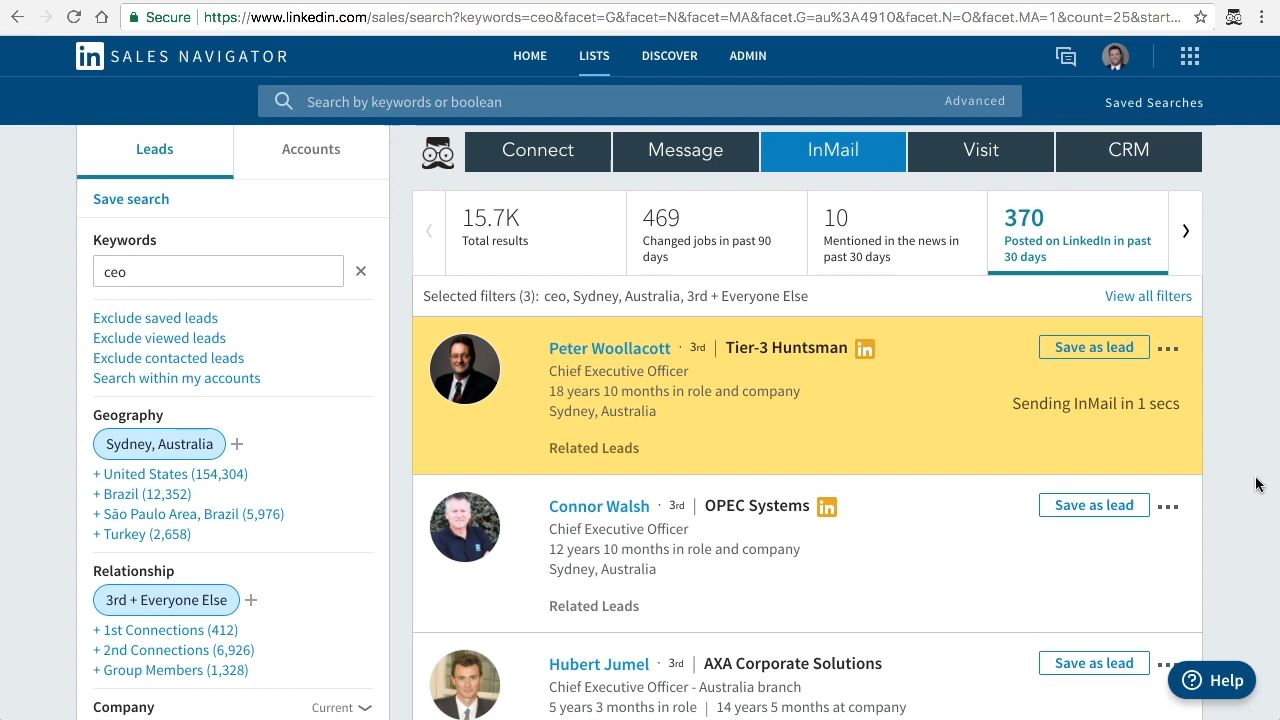 Secure
https://www.linkedin.com/sales/search?keywords=ceo&facet=G&facet=N&facet=MA&facet.G=au%3A4910&facet.N=O&facet.MA=1&count=25&start...
in SALES NAVIGATOR
HOME LISTS DISCOVER ADMIN
Search by keywords or boolean Advanced Saved Searches
Leads Accounts
Connect Message InMail Visit CRM
Save search
Keywords
ceo
Exclude saved leads
Exclude viewed leads
Exclude contacted leads
Search within my accounts
Geography
Sydney, Australia +
+ United States (154,304)
+ Brazil (12,352)
+ São Paulo Area, Brazil (5,976)
+ Turkey (2,658)
Relationship
3rd + Everyone Else +
+ 1st Connections (412)
+ 2nd Connections (6,926)
+ Group Members (1,328)
Company Current
15.7K
Total results
469
Changed jobs in past 90
days
10
Mentioned in the news in
past 30 days
370
Posted on LinkedIn in past
30 days
Selected filters (3): ceo, Sydney, Australia, 3rd + Everyone Else View all filters
Peter Woollacott · 3rd | Tier-3 Huntsman in
Save as lead
Chief Executive Officer
18 years 10 months in role and company
Sydney, Australia
Sending InMail in 1 secs
Related Leads
Connor Walsh · 3rd | OPEC Systems in
Save as lead
Chief Executive Officer
12 years 10 months in role and company
Sydney, Australia
Related Leads
Hubert Jumel · 3rd | AXA Corporate Solutions
Save as lead
Chief Executive Officer - Australia branch
5 years 3 months in role | 14 years 5 months at company
Help